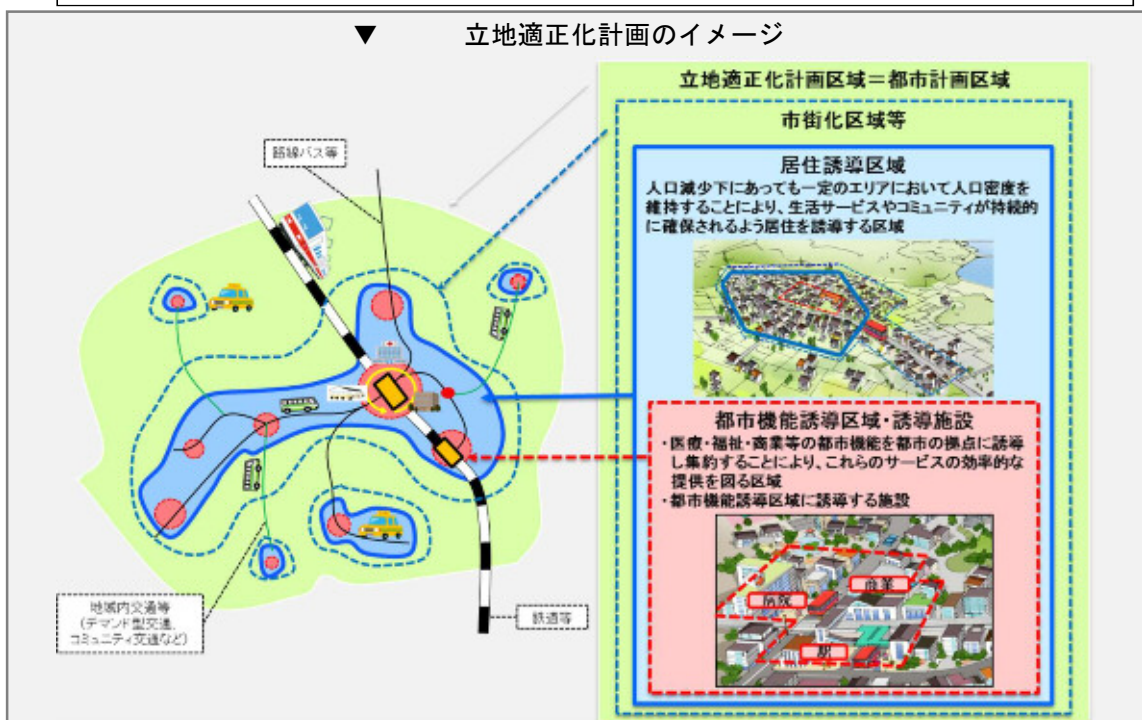 ▼ 立地適正化計画のイメージ
立地適正化計画区域＝都市計画区域
市街化区域等
路線バス等
居住誘導区域
人口減少下にあっても一定のエリアにおいて人口密度を
維持することにより、生活サービスやコミュニティが持続的
に確保されるよう居住を誘導する区域
都市機能誘導区域・誘導施設
・医療・福祉・商業等の都市機能を都市の拠点に誘導
し集約することにより、これらのサービスの効率的な
提供を図る区域
・都市機能誘導区域に誘導する施設
商業
病院
駅
地域内交通等
(デマンド型交通、
コミュニティ交通など)
鉄道等